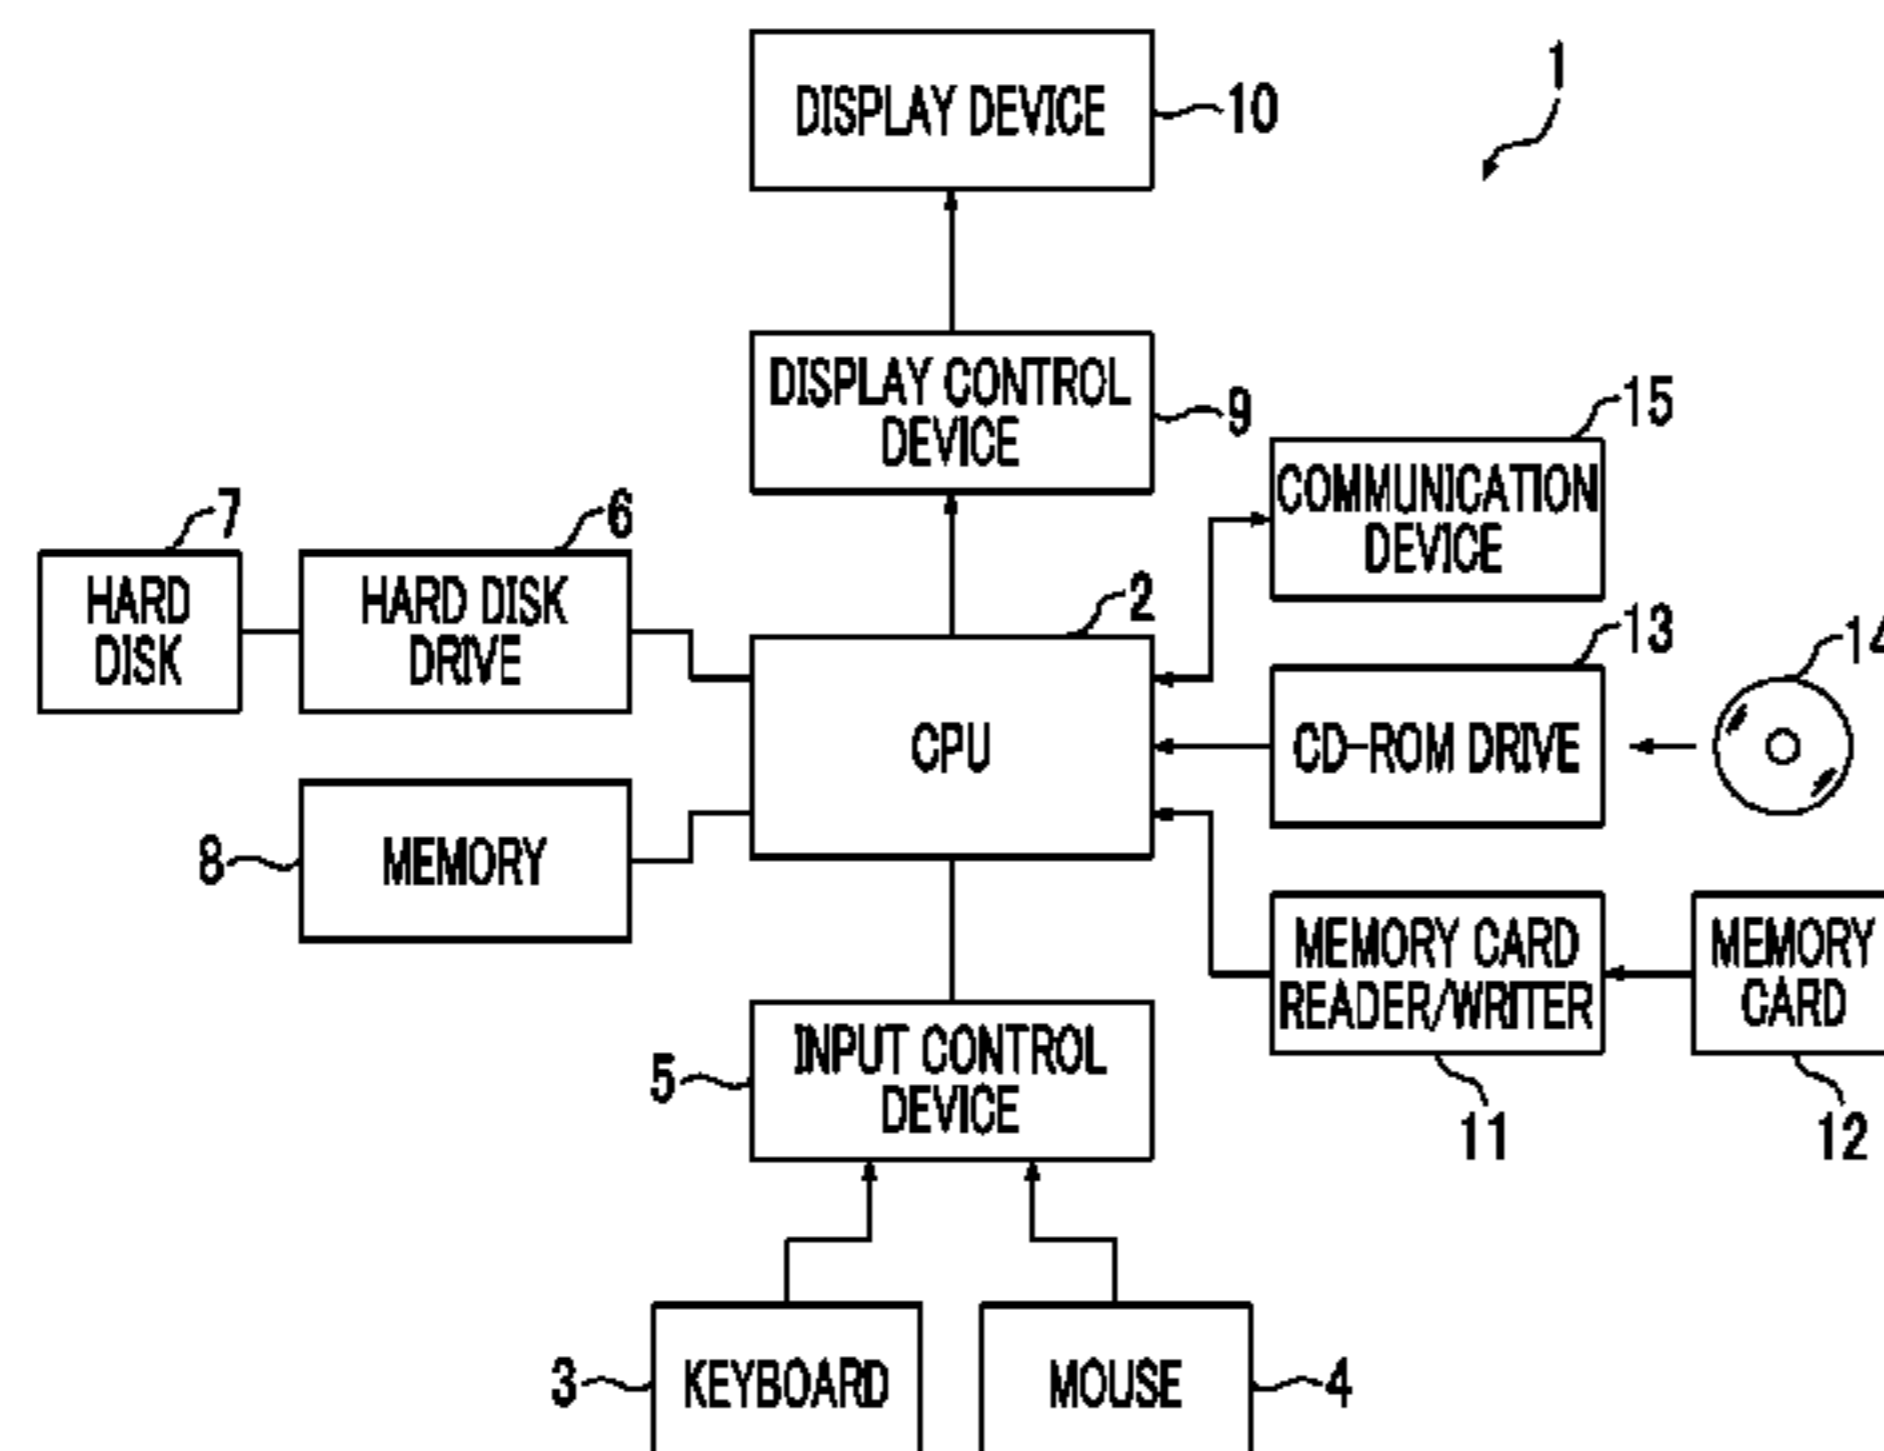 1
DISPLAY DEVICE
10
DISPLAY CONTROL
DEVICE
9
15
COMMUNICATION
DEVICE
7
6
HARD
DISK
HARD DISK
DRIVE
2
CPU
13
CD-ROM DRIVE
14
8
MEMORY
MEMORY CARD
READER/WRITER
MEMORY
CARD
11
12
5
INPUT CONTROL
DEVICE
3
KEYBOARD
MOUSE
4